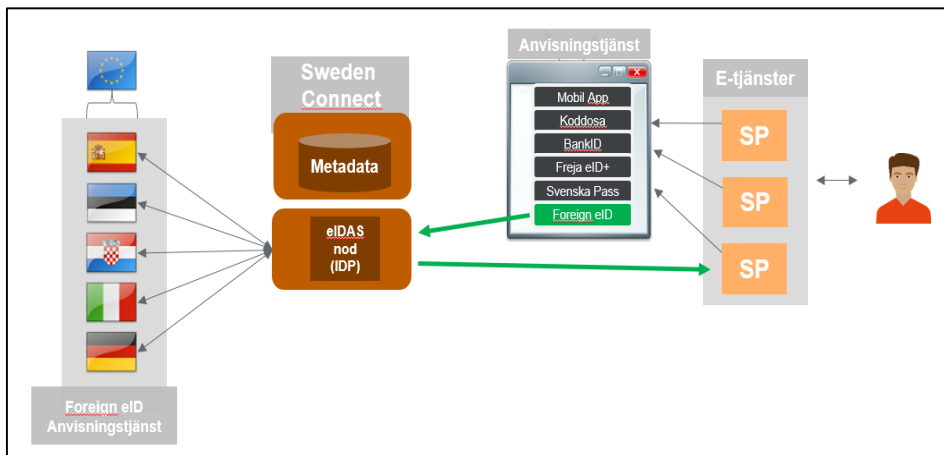 Sweden
Connect
Metadata
eIDAS
nod
(IDP)
Foreign eID
Anvisningstjänst
Anvisningstjänst
Mobil App
Koddosa
BankID
Freja eID+
Svenska Pass
Foreign eID
E-tjänster
SP
SP
SP